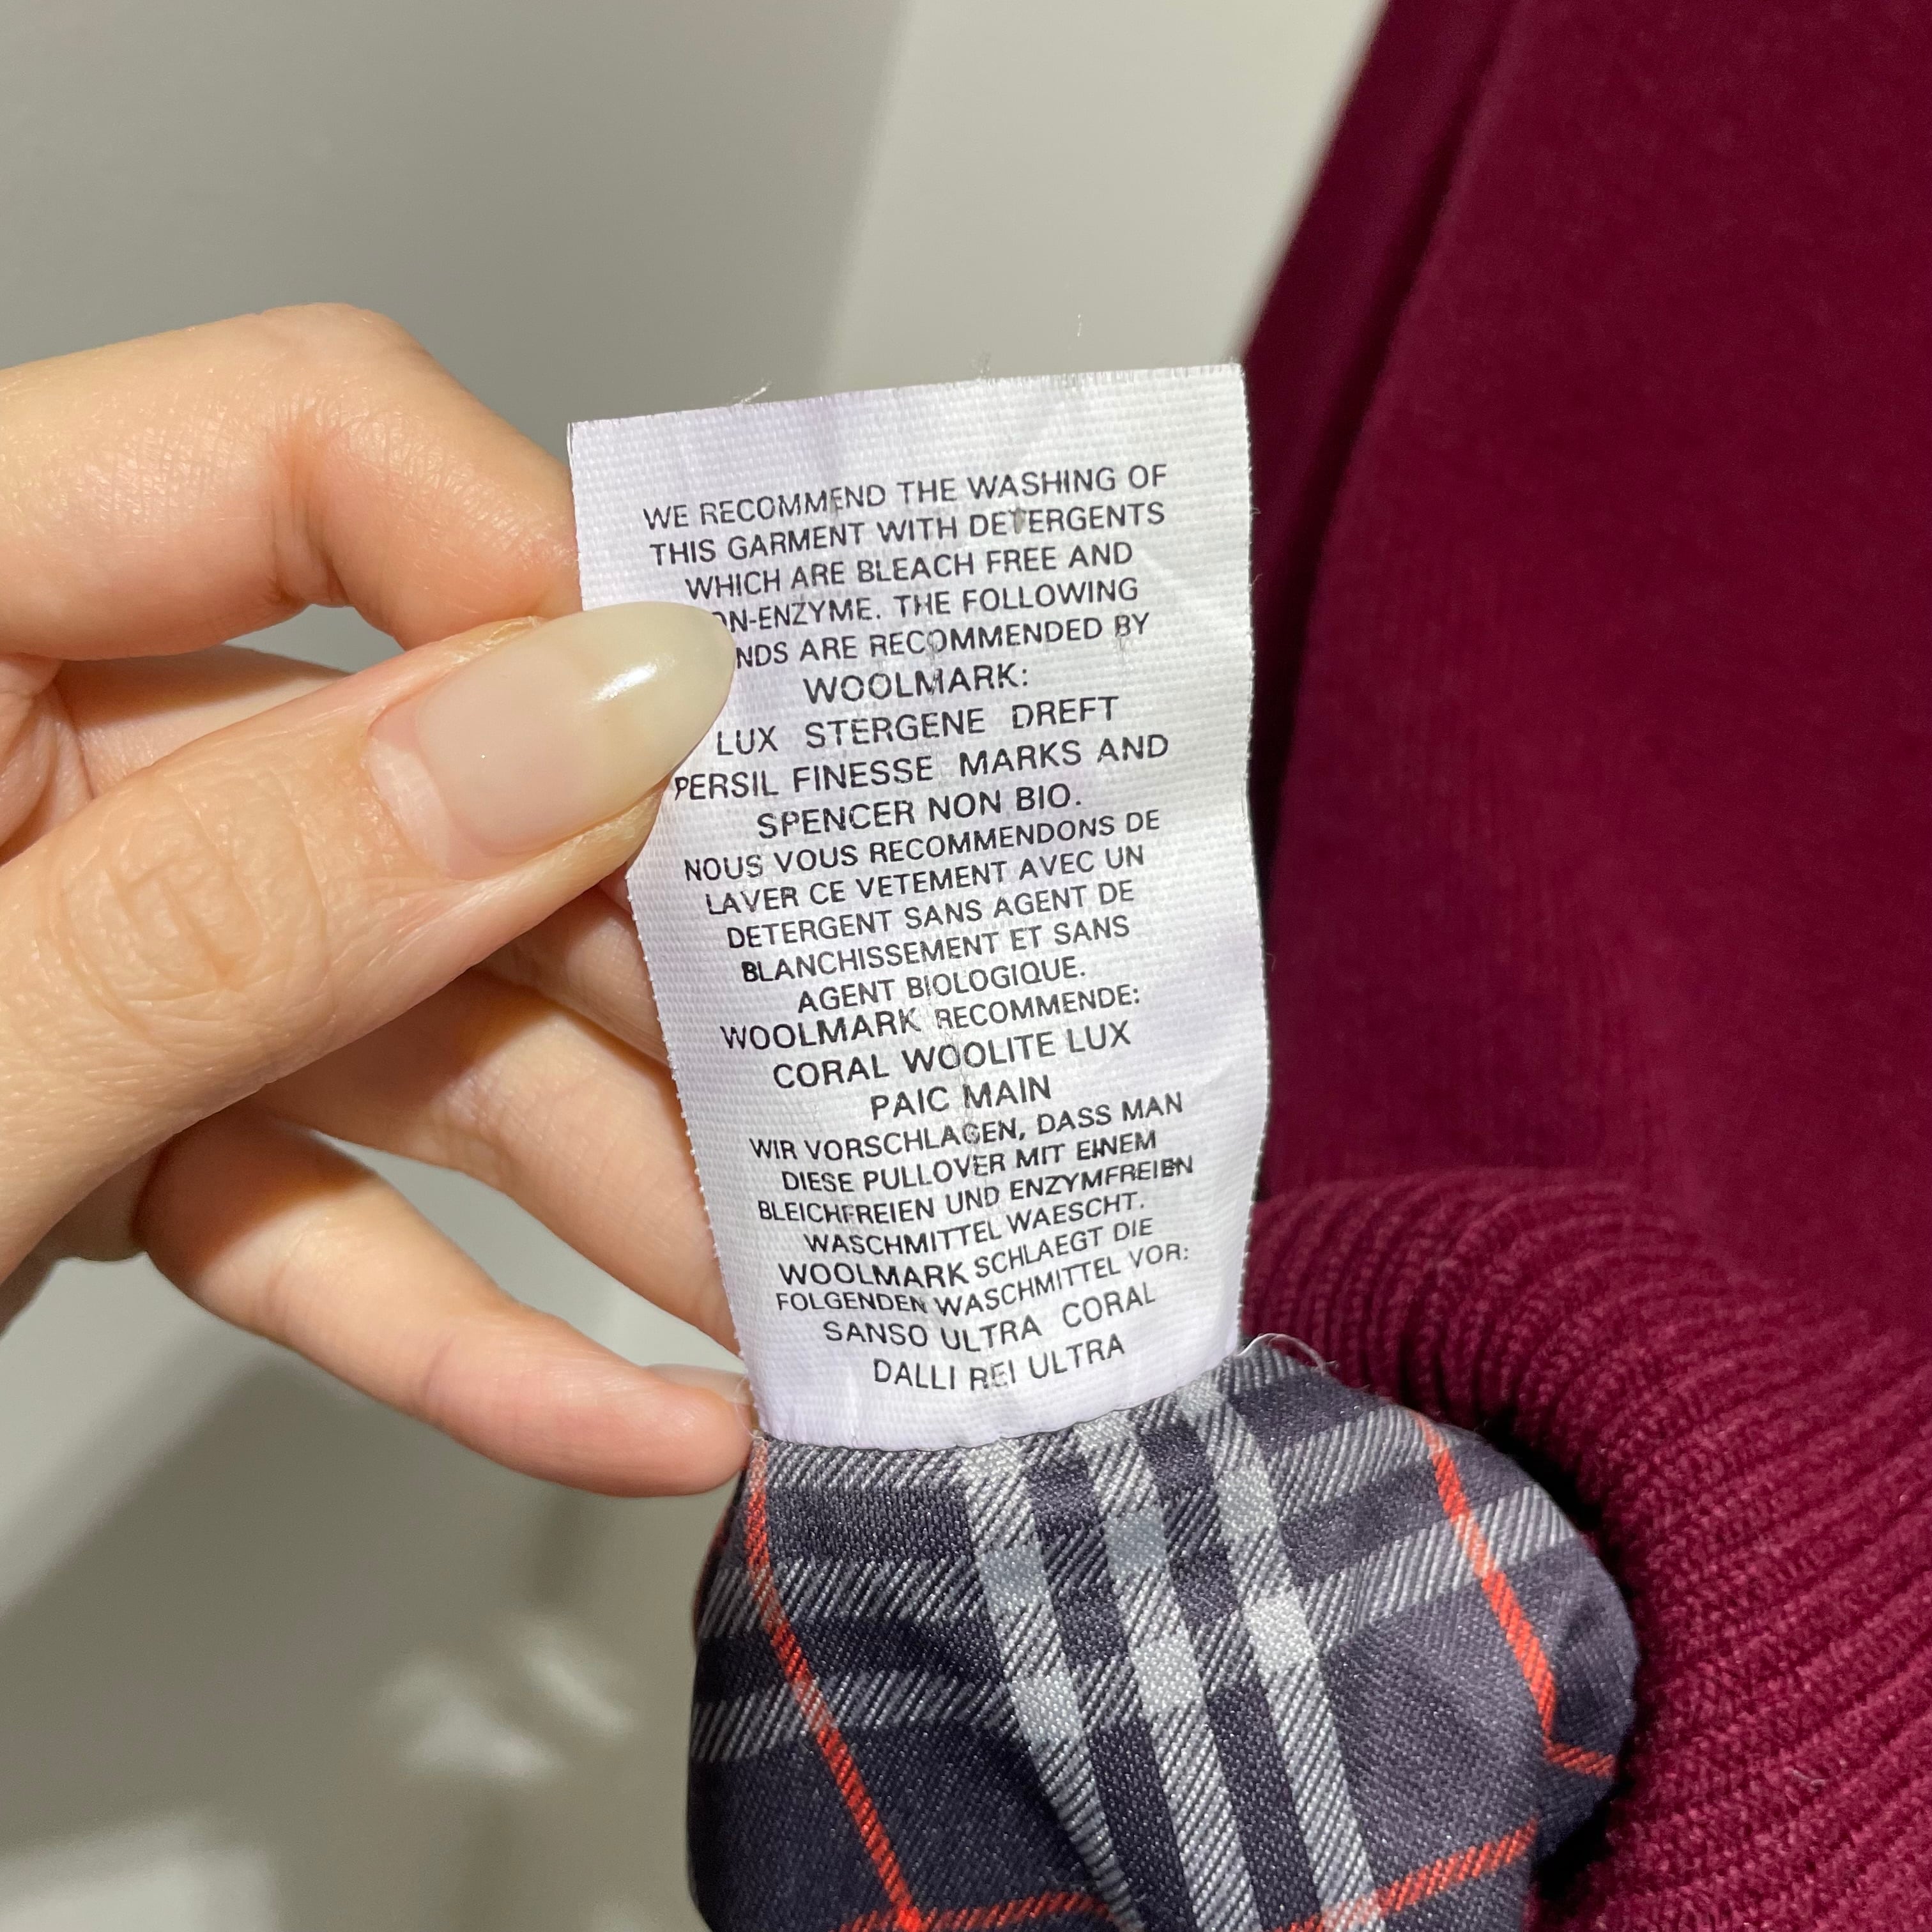 WE RECOMMEND THE WASHING OF
THIS GARMENT WITH DETERGENTS
WHICH ARE BLEACH FREE AND
ON-ENZYME. THE FOLLOWING
NDS ARE RECOMMENDED BY
WOOLMARK:
LUX STERGENE DREFT
PERSIL FINESSE MARKS AND
SPENCER NON BIO.
NOUS VOUS RECOMMENDONS DE
LAVER CE VETEMENT AVEC UN
DETERGENT SANS AGENT DE
BLANCHISSEMENT ET SANS
AGENT BIOLOGIQUE.
WOOLMARK RECOMMENDE:
CORAL WOOLITE LUX
PAIC MAIN
WIR VORSCHLAGEN, DASS MAN
DIESE PULLOVER MIT EINEM
BLEICHFREIEN UND ENZYMFREIEN
WASCHMITTEL WAESCHT.
WOOLMARK SCHLAEGT DIE
FOLGENDEN WASCHMITTEL VOR:
SANSO ULTRA CORAL
DALLI REI ULTRA